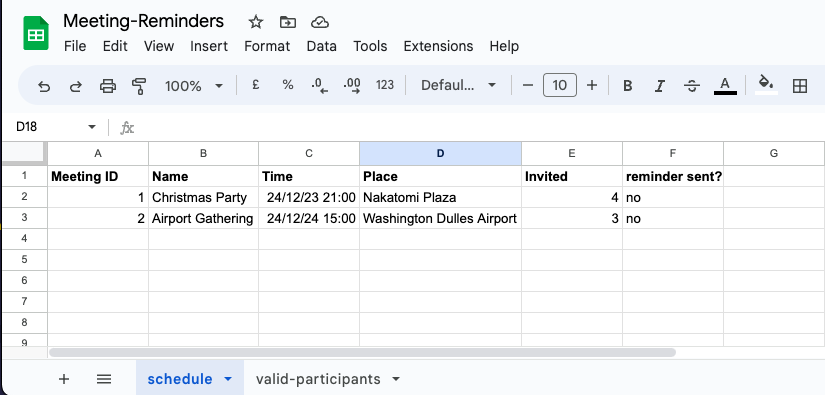 Meeting-Reminders
File Edit View Insert Format Data Tools Extensions Help
100% £ % .0 .00 123 Defaul... 10 B I S A
D18 fx
A B C D E F G
1 Meeting ID Name Time Place Invited reminder sent?
2 1 Christmas Party 24/12/23 21:00 Nakatomi Plaza 4 no
3 2 Airport Gathering 24/12/24 15:00 Washington Dulles Airport 3 no
4
5
6
7
8
9
schedule valid-participants